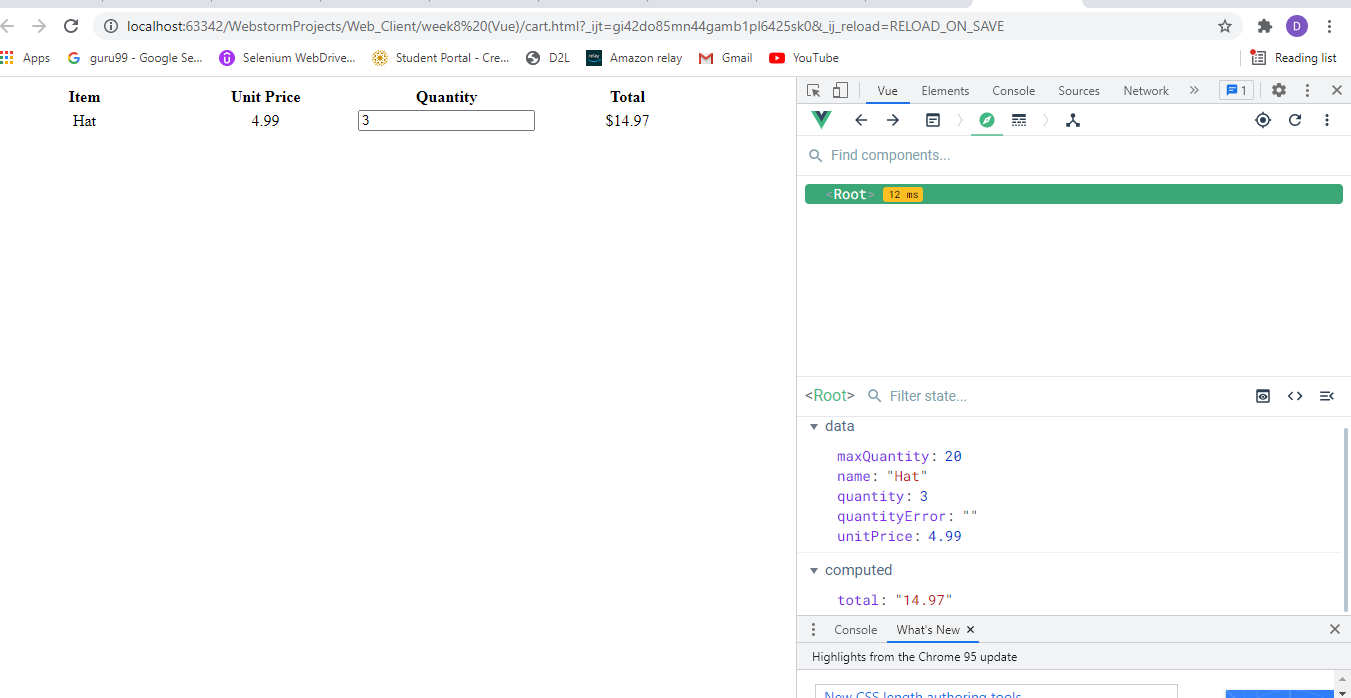 localhost:63342/WebstormProjects/Web_Client/week8%20(Vue)/cart.html?_ijt=gi42do85mn44gamb1pl6425sk0&_ij_reload=RELOAD_ON_SAVE
D
Apps
G guru99 - Google Se...
Selenium WebDrive...
Student Portal - Cre...
D2L
relay Amazon relay
Gmail
YouTube
Reading list
Item Unit Price Quantity Total
Hat 4.99 3 $14.97
Vue Elements Console Sources Network » 1
Find components...
<Root> 12 ms
<Root> Filter state...
data
maxQuantity: 20
name: "Hat"
quantity: 3
quantityError: ""
unitPrice: 4.99
computed
total: "14.97"
Console What's New ×
Highlights from the Chrome 95 update
New CSS length authoring tools